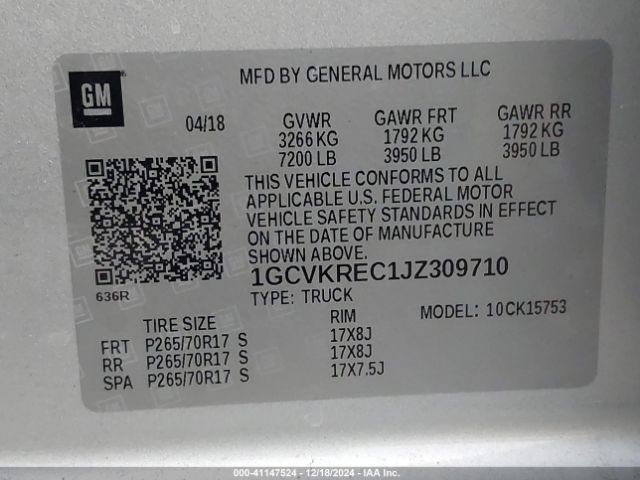 GM
MFD BY GENERAL MOTORS LLC
04/18 GVWR GAWR FRT GAWR RR
3266 KG 1792 KG 1792 KG
7200 LB 3950 LB 3950 LB
THIS VEHICLE CONFORMS TO ALL
APPLICABLE U.S. FEDERAL MOTOR
VEHICLE SAFETY STANDARDS IN EFFECT
ON THE DATE OF MANUFACTURE
SHOWN ABOVE.
1GCVKREC1JZ309710
636R
TYPE: TRUCK MODEL: 10CK15753
TIRE SIZE RIM
FRT P265/70R17 S 17X8J
RR P265/70R17 S 17X8J
SPA P265/70R17 S 17X7.5J
000-41147524 | 12/18/2024 | IAA Inc.